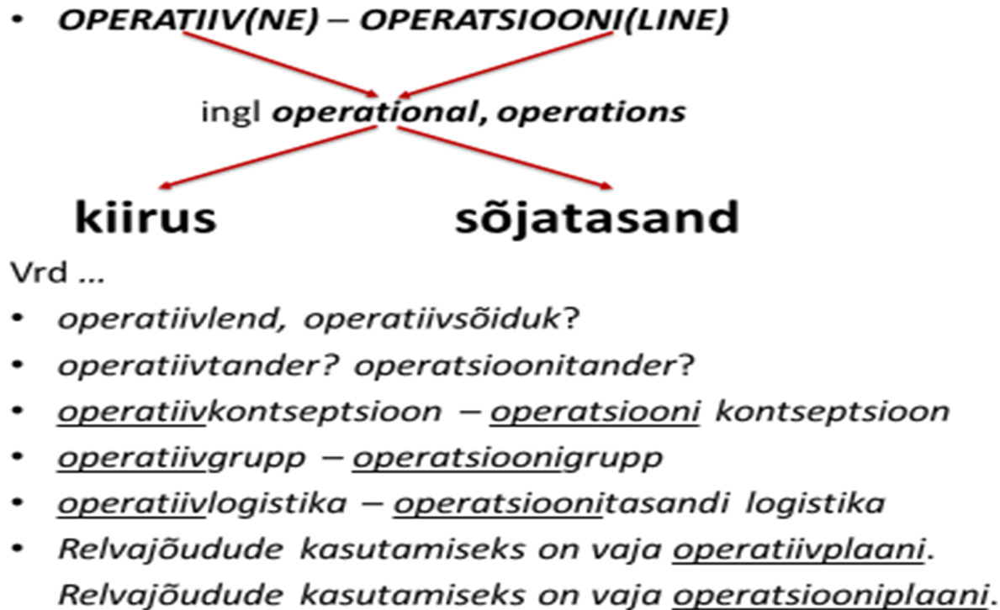 • OPERATIIV(NE) – OPERATSIOONI(LINE)
ingl operational, operations
kiirus sõjatasand
Vrd ...
• operatiivlend, operatiivsõiduk?
• operatiivtander? operatsioonitander?
• operatiivkontseptsioon – operatsiooni kontseptsioon
• operatiivgrupp – operatsioonigrupp
• operatiivlogistika – operatsioonitasandi logistika
• Relvajõudude kasutamiseks on vaja operatiivplaani.
Relvajõudude kasutamiseks on vaja operatsiooniplaani.